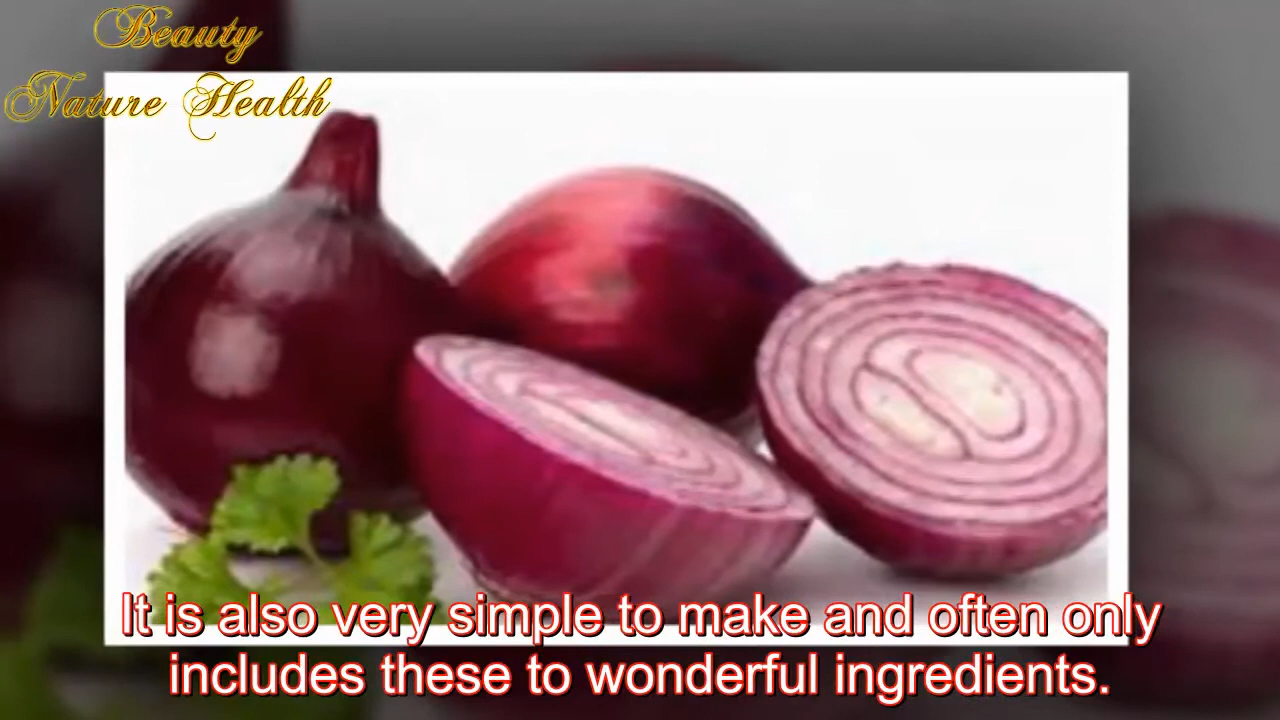 Beauty
Nature Health
It is also very simple to make and often only
includes these to wonderful ingredients.